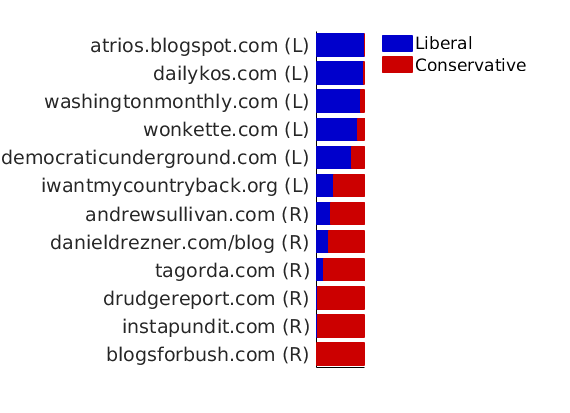 atrios.blogspot.com (L)
dailykos.com (L)
washingtonmonthly.com (L)
wonkette.com (L)
democraticunderground.com (L)
iwantmycountryback.org (L)
andrewsullivan.com (R)
danieldrezner.com/blog (R)
tagorda.com (R)
drudgereport.com (R)
instapundit.com (R)
blogsforbush.com (R)
Liberal
Conservative